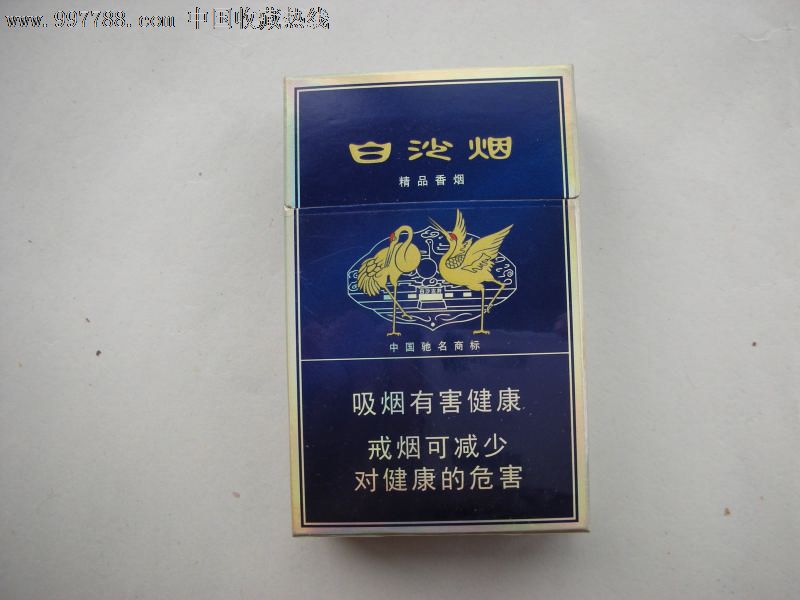 www.997788.com 中国收藏热线
白沙烟
精品香烟
中国驰名商标
吸烟有害健康
戒烟可减少
对健康的危害